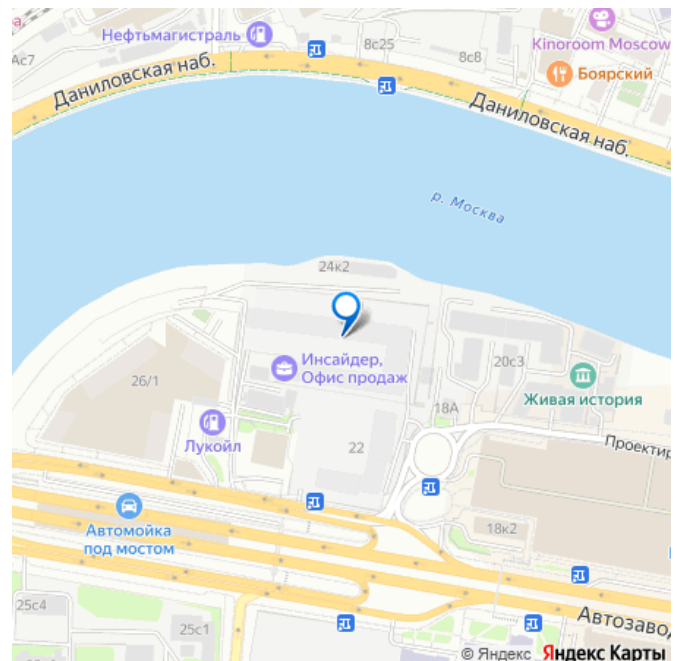 Нефтьмагистраль
8с25
8с8
Kinoroom Moscow
Боярский
Даниловская наб.
Даниловская наб.
р. Москва
24к2
Инсайдер,
Офис продаж
26/1
20с3
Живая история
18А
Лукойл
22
Проектир
Автомойка
под мостом
18к2
25с4
25с1
Автозавод
© Яндекс Яндекс Карты